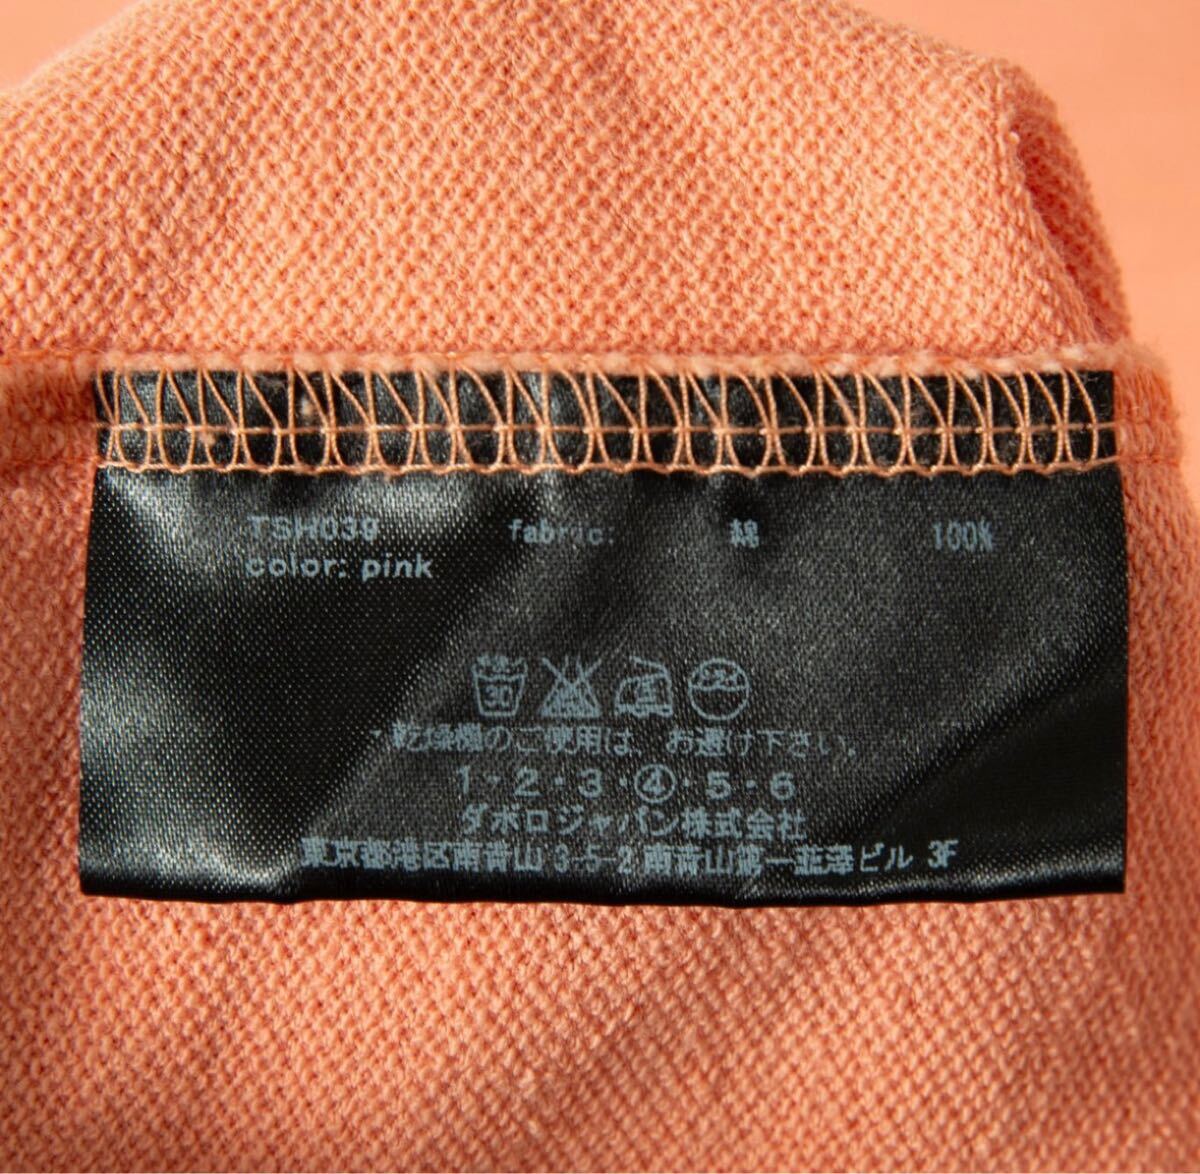 TSH039 fabric: 綿 100%
color: pink
30
・乾燥機のご使用は、お避け下さい。
1・2・3・④・5・6
ダボロジャパン株式会社
東京都港区南青山3-5-2南青山第一韮澤ビル 3F